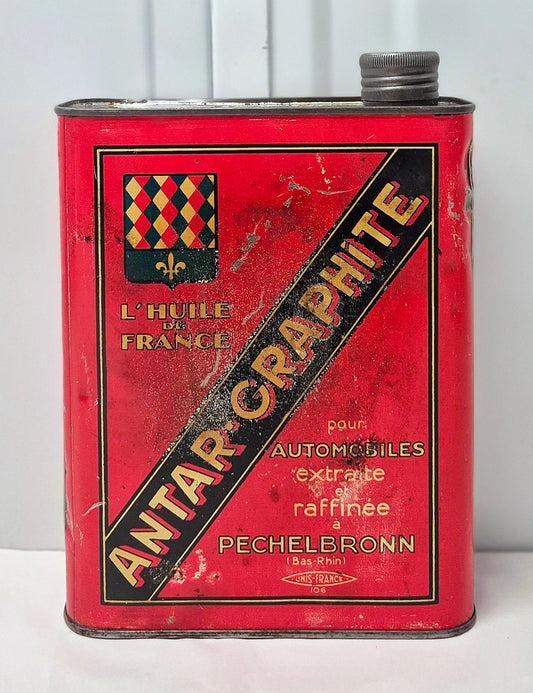 L'HUILE
DE
FRANCE
ANTAR-GRAPHITE
pour
AUTOMOBILES
extraite
et
raffinée
à
PECHELBRONN
(Bas-Rhin)
UNIS-FRANCE
106